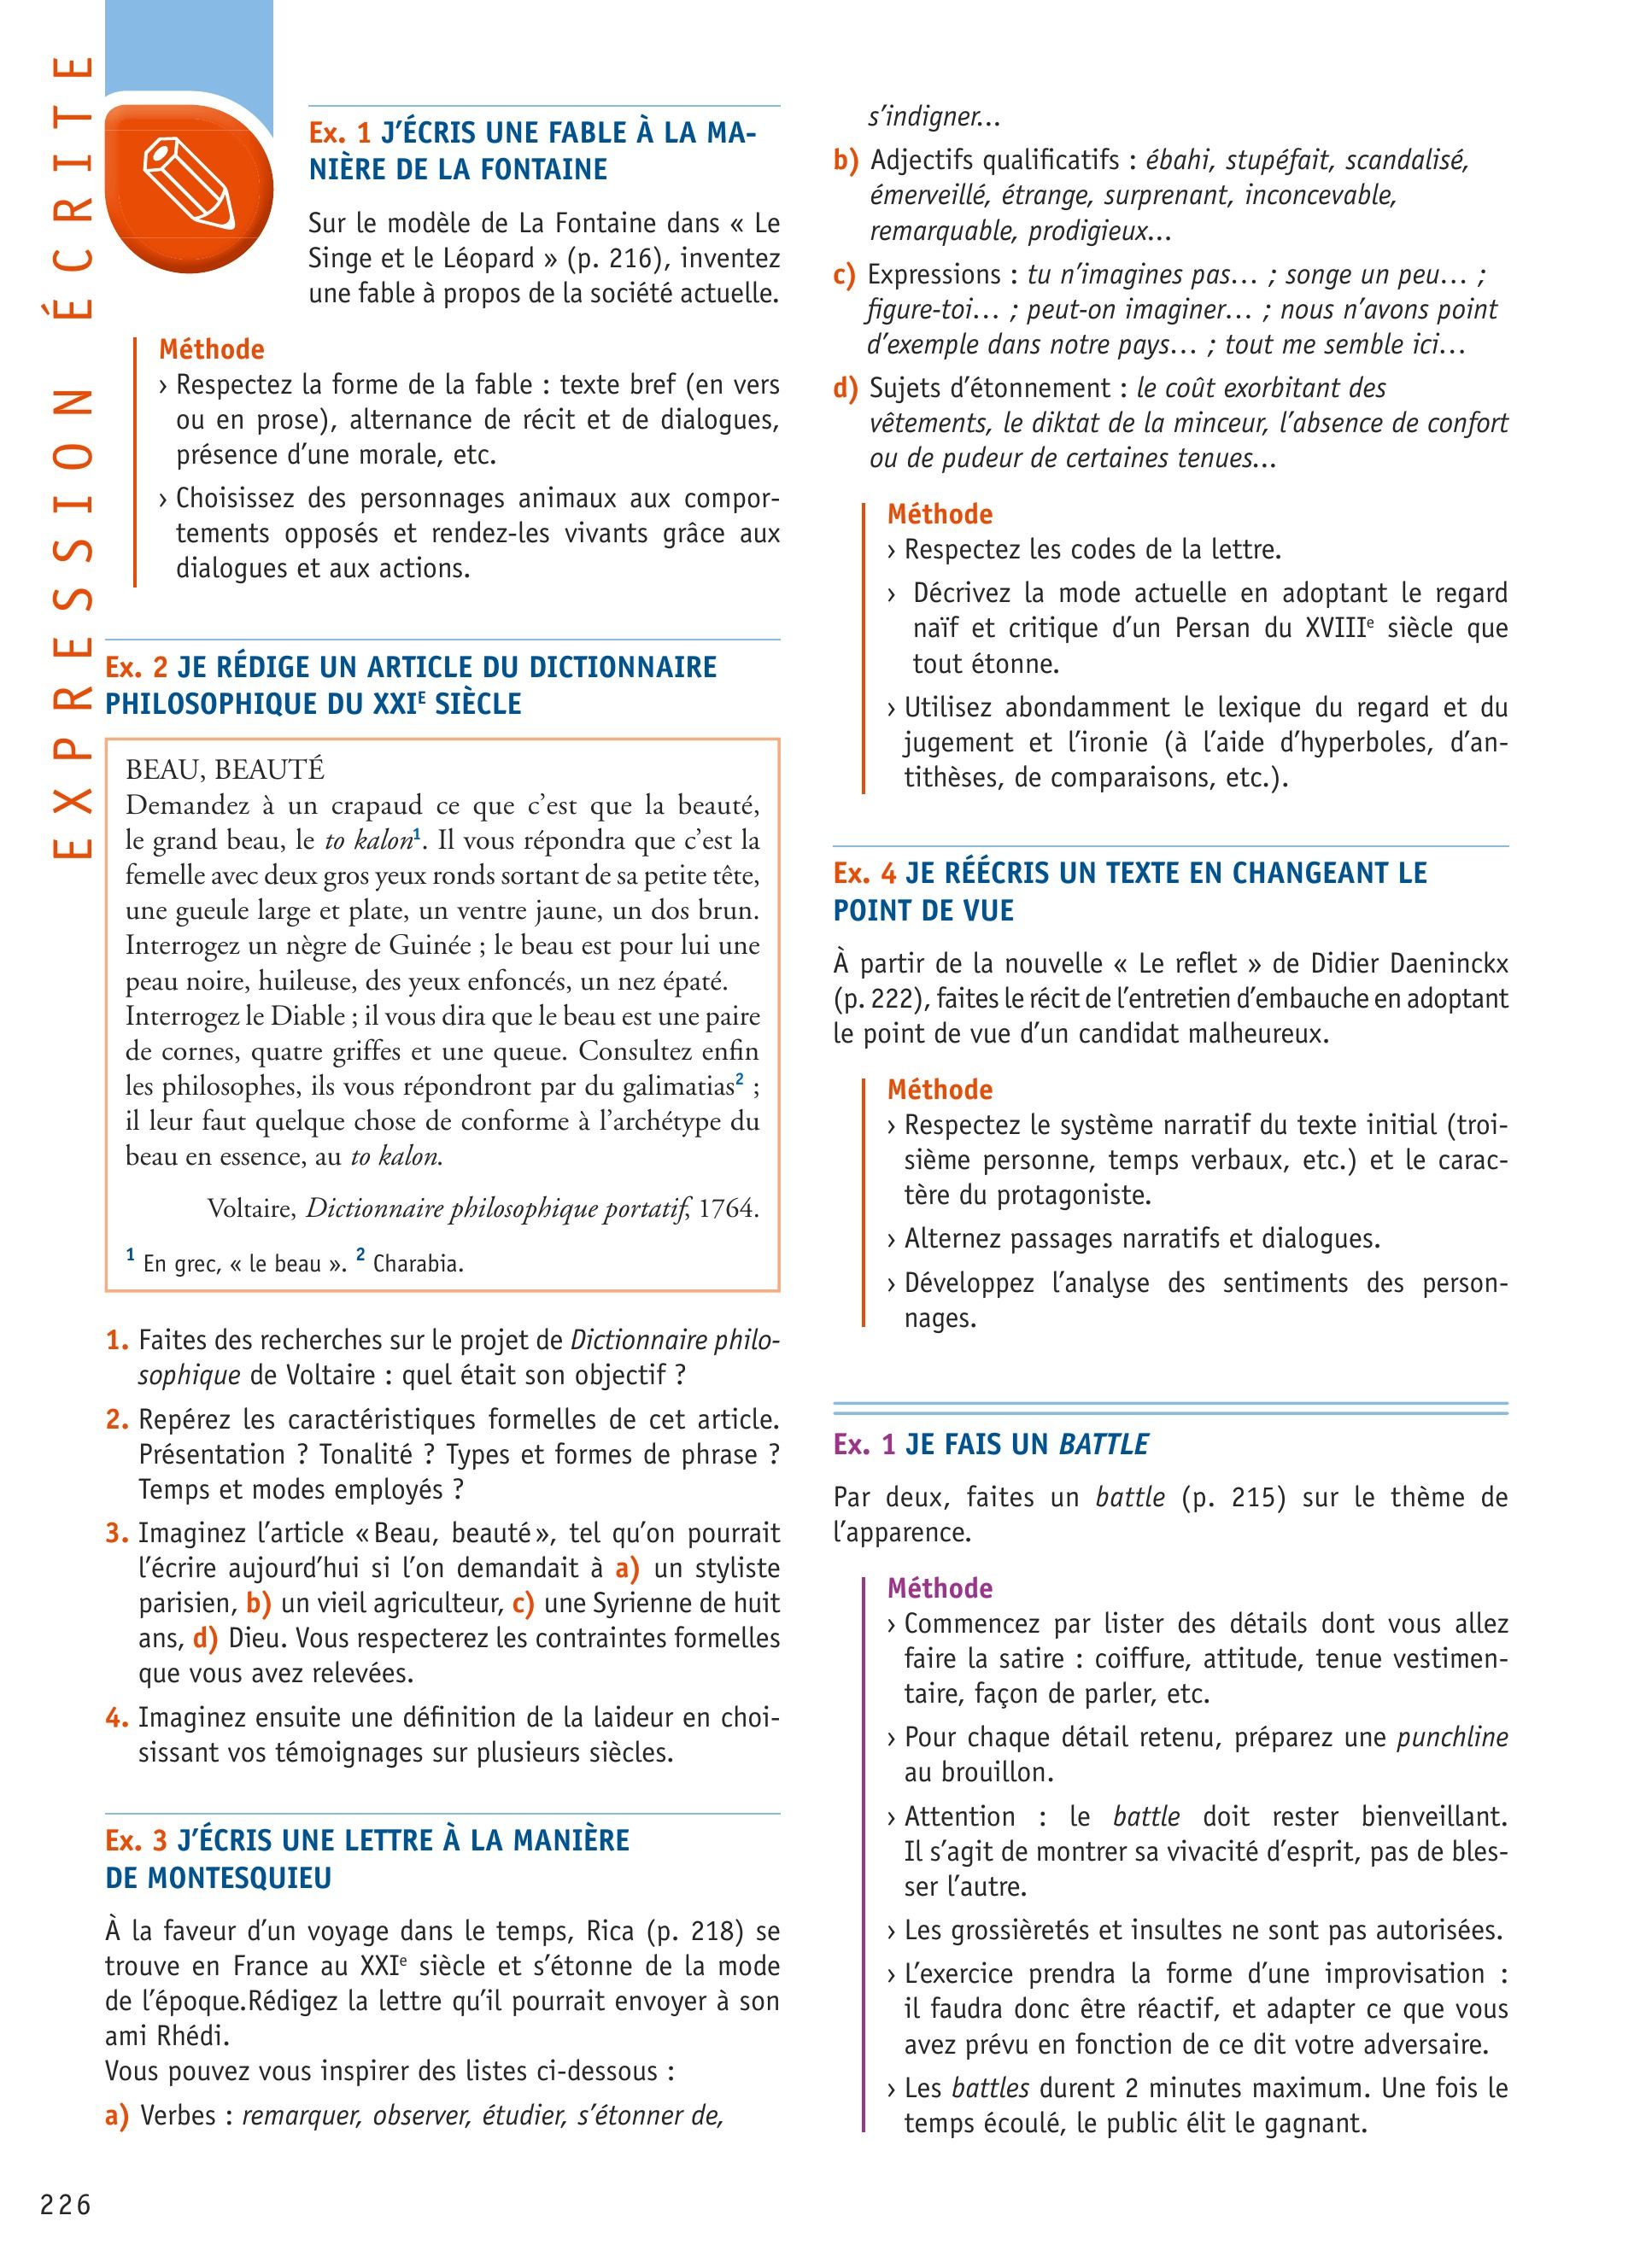 EXPRESSION ÉCRITE
Ex. 1 J’ÉCRIS UNE FABLE À LA MA-
NIÈRE DE LA FONTAINE
Sur le modèle de La Fontaine dans « Le
Singe et le Léopard » (p. 216), inventez
une fable à propos de la société actuelle.
Méthode
› Respectez la forme de la fable : texte bref (en vers
ou en prose), alternance de récit et de dialogues,
présence d’une morale, etc.
› Choisissez des personnages animaux aux compor-
tements opposés et rendez-les vivants grâce aux
dialogues et aux actions.
Ex. 2 JE RÉDIGE UN ARTICLE DU DICTIONNAIRE
PHILOSOPHIQUE DU XXIE SIÈCLE
BEAU, BEAUTÉ
Demandez à un crapaud ce que c’est que la beauté,
le grand beau, le to kalon1. Il vous répondra que c’est la
femelle avec deux gros yeux ronds sortant de sa petite tête,
une gueule large et plate, un ventre jaune, un dos brun.
Interrogez un nègre de Guinée ; le beau est pour lui une
peau noire, huileuse, des yeux enfoncés, un nez épaté.
Interrogez le Diable ; il vous dira que le beau est une paire
de cornes, quatre griffes et une queue. Consultez enfin
les philosophes, ils vous répondront par du galimatias2 ;
il leur faut quelque chose de conforme à l’archétype du
beau en essence, au to kalon.
Voltaire, Dictionnaire philosophique portatif, 1764.
1 En grec, « le beau ». 2 Charabia.
1. Faites des recherches sur le projet de Dictionnaire philo-
sophique de Voltaire : quel était son objectif ?
2. Repérez les caractéristiques formelles de cet article.
Présentation ? Tonalité ? Types et formes de phrase ?
Temps et modes employés ?
3. Imaginez l’article « Beau, beauté », tel qu’on pourrait
l’écrire aujourd’hui si l’on demandait à a) un styliste
parisien, b) un vieil agriculteur, c) une Syrienne de huit
ans, d) Dieu. Vous respecterez les contraintes formelles
que vous avez relevées.
4. Imaginez ensuite une définition de la laideur en choi-
sissant vos témoignages sur plusieurs siècles.
Ex. 3 J’ÉCRIS UNE LETTRE À LA MANIÈRE
DE MONTESQUIEU
À la faveur d’un voyage dans le temps, Rica (p. 218) se
trouve en France au XXIe siècle et s’étonne de la mode
de l’époque.Rédigez la lettre qu’il pourrait envoyer à son
ami Rhédi.
Vous pouvez vous inspirer des listes ci-dessous :
a) Verbes : remarquer, observer, étudier, s’étonner de,
s’indigner...
b) Adjectifs qualificatifs : ébahi, stupéfait, scandalisé,
émerveillé, étrange, surprenant, inconcevable,
remarquable, prodigieux...
c) Expressions : tu n’imagines pas... ; songe un peu... ;
figure-toi... ; peut-on imaginer... ; nous n’avons point
d’exemple dans notre pays... ; tout me semble ici...
d) Sujets d’étonnement : le coût exorbitant des
vêtements, le diktat de la minceur, l’absence de confort
ou de pudeur de certaines tenues...
Méthode
› Respectez les codes de la lettre.
› Décrivez la mode actuelle en adoptant le regard
naïf et critique d’un Persan du XVIIIe siècle que
tout étonne.
› Utilisez abondamment le lexique du regard et du
jugement et l’ironie (à l’aide d’hyperboles, d’an-
tithèses, de comparaisons, etc.).
Ex. 4 JE RÉÉCRIS UN TEXTE EN CHANGEANT LE
POINT DE VUE
À partir de la nouvelle « Le reflet » de Didier Daeninckx
(p. 222), faites le récit de l’entretien d’embauche en adoptant
le point de vue d’un candidat malheureux.
Méthode
› Respectez le système narratif du texte initial (troi-
sième personne, temps verbaux, etc.) et le carac-
tère du protagoniste.
› Alternez passages narratifs et dialogues.
› Développez l’analyse des sentiments des person-
nages.
Ex. 1 JE FAIS UN BATTLE
Par deux, faites un battle (p. 215) sur le thème de
l’apparence.
Méthode
› Commencez par lister des détails dont vous allez
faire la satire : coiffure, attitude, tenue vestimen-
taire, façon de parler, etc.
› Pour chaque détail retenu, préparez une punchline
au brouillon.
› Attention : le battle doit rester bienveillant.
Il s’agit de montrer sa vivacité d’esprit, pas de bles-
ser l’autre.
› Les grossièretés et insultes ne sont pas autorisées.
› L’exercice prendra la forme d’une improvisation :
il faudra donc être réactif, et adapter ce que vous
avez prévu en fonction de ce dit votre adversaire.
› Les battles durent 2 minutes maximum. Une fois le
temps écoulé, le public élit le gagnant.
226